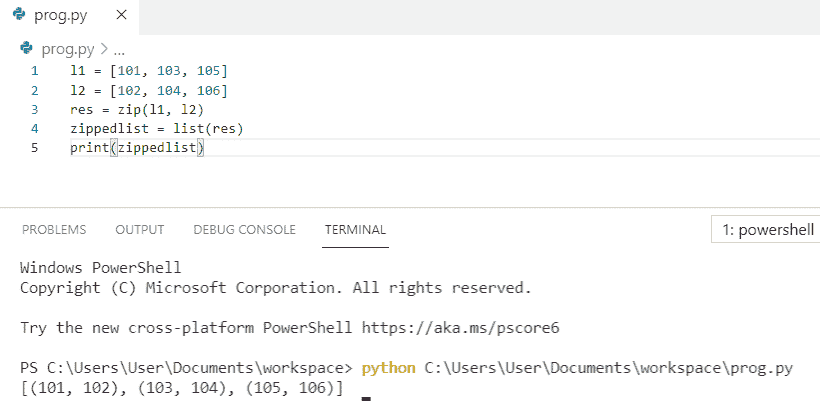 prog.py ×
prog.py > ...
1 l1 = [101, 103, 105]
2 l2 = [102, 104, 106]
3 res = zip(l1, l2)
4 zippedlist = list(res)
5 print(zippedlist)
PROBLEMS OUTPUT DEBUG CONSOLE TERMINAL 1: powershell
Windows PowerShell
Copyright (C) Microsoft Corporation. All rights reserved.
Try the new cross-platform PowerShell https://aka.ms/pscore6
PS C:\Users\User\Documents\workspace> python C:\Users\User\Documents\workspace\prog.py
[(101, 102), (103, 104), (105, 106)]